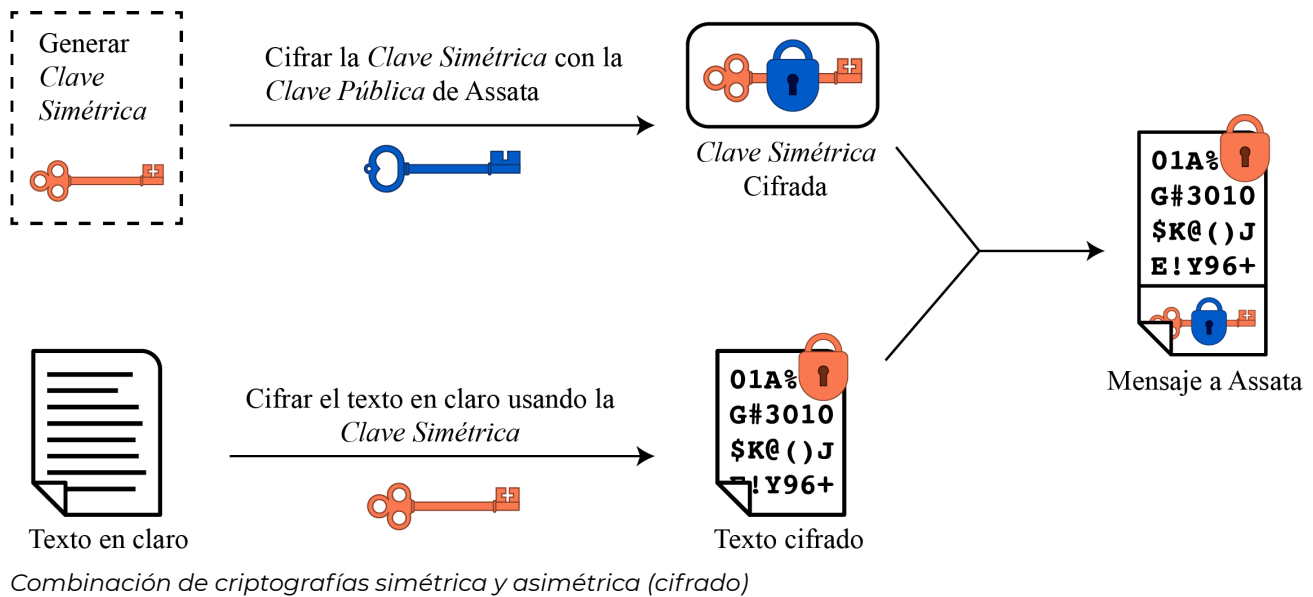 Generar
Clave
Simétrica
Cifrar la Clave Simétrica con la
Clave Pública de Assata
Clave Simétrica
Cifrada
Texto en claro
Cifrar el texto en claro usando la
Clave Simétrica
01A%
G#3010
$K@()J
E!Y96+
Texto cifrado
01A%
G#3010
$K@()J
E!Y96+
Mensaje a Assata
Combinación de criptografías simétrica y asimétrica (cifrado)